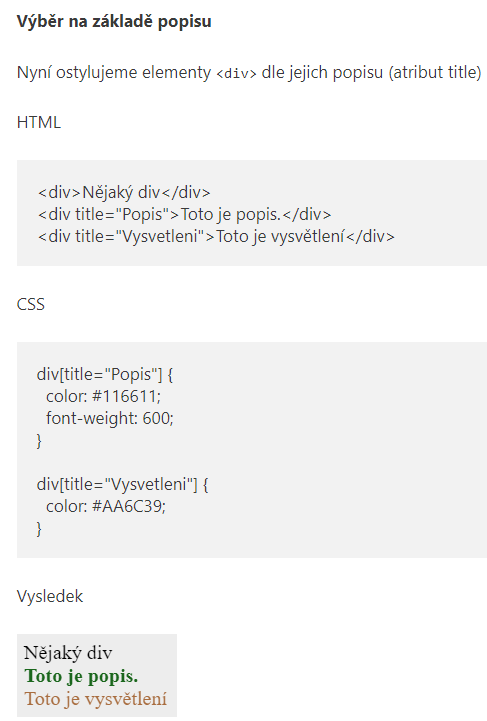 Výběr na základě popisu
Nyní ostylujeme elementy <div> dle jejich popisu (atribut title)
HTML
<div>Nějaký div</div>
<div title="Popis">Toto je popis.</div>
<div title="Vysvetleni">Toto je vysvětlení</div>
CSS
div[title="Popis"] {
color: #116611;
font-weight: 600;
}
div[title="Vysvetleni"] {
color: #AA6C39;
}
Vysledek
Nějaký div
Toto je popis.
Toto je vysvětlení